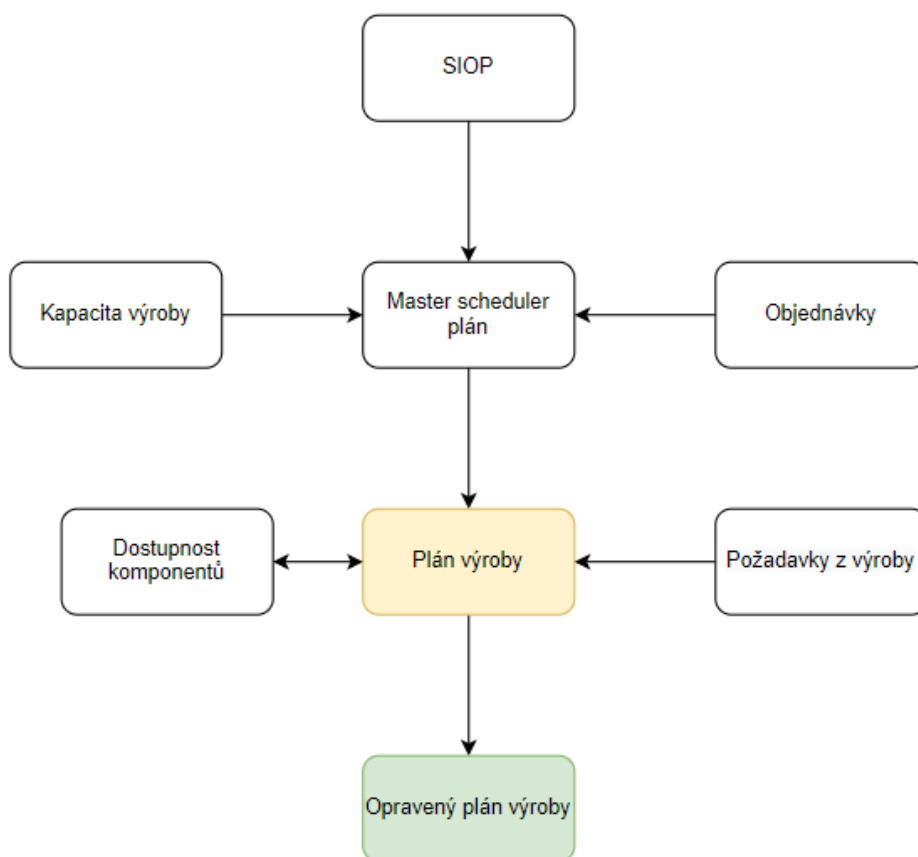 SIOP
Kapacita výroby
Master scheduler
plán
Objednávky
Dostupnost
komponentů
Plán výroby
Požadavky z výroby
Opravený plán výroby